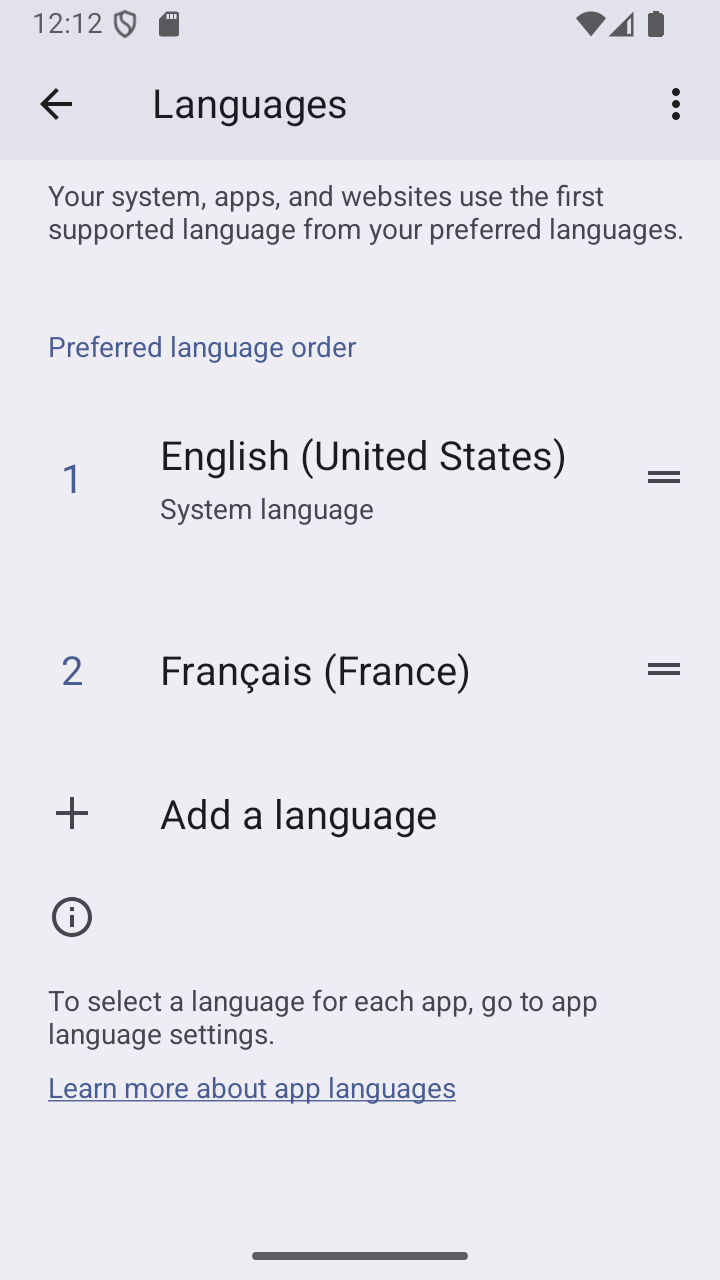 12:12
Languages
Your system, apps, and websites use the first
supported language from your preferred languages.
Preferred language order
1
English (United States)
System language
2
Français (France)
Add a language
To select a language for each app, go to app
language settings.
Learn more about app languages